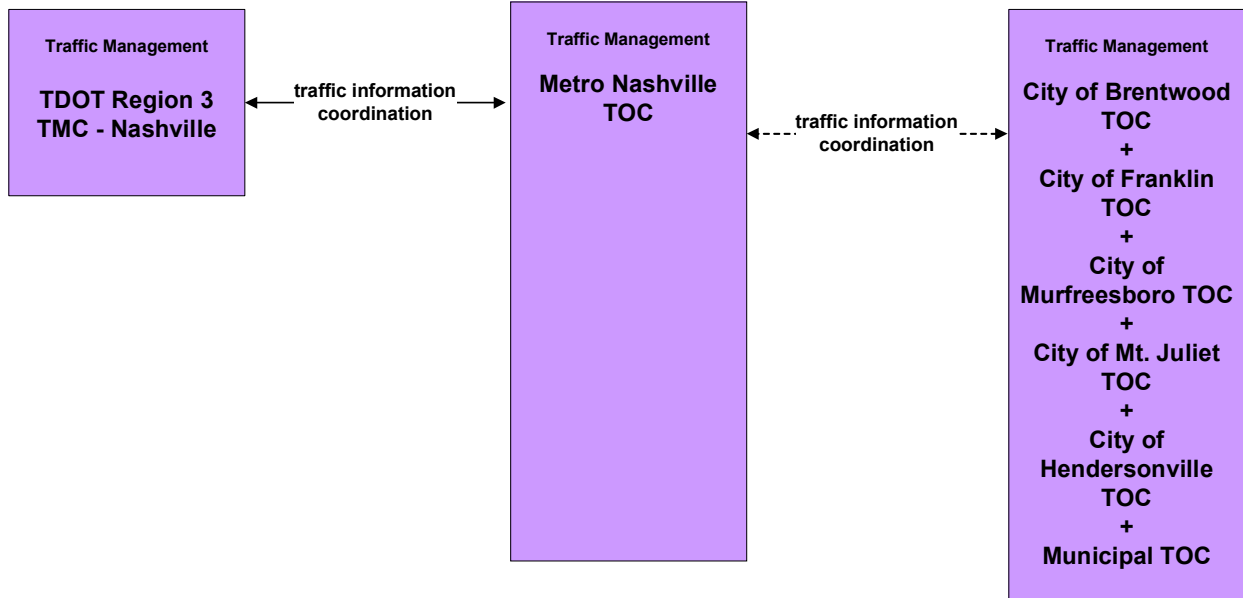 Traffic Management
TDOT Region 3
TMC - Nashville
traffic information
coordination
Traffic Management
Metro Nashville
TOC
traffic information
coordination
Traffic Management
City of Brentwood
TOC
+
City of Franklin
TOC
+
City of
Murfreesboro TOC
+
City of Mt. Juliet
TOC
+
City of
Hendersonville
TOC
+
Municipal TOC